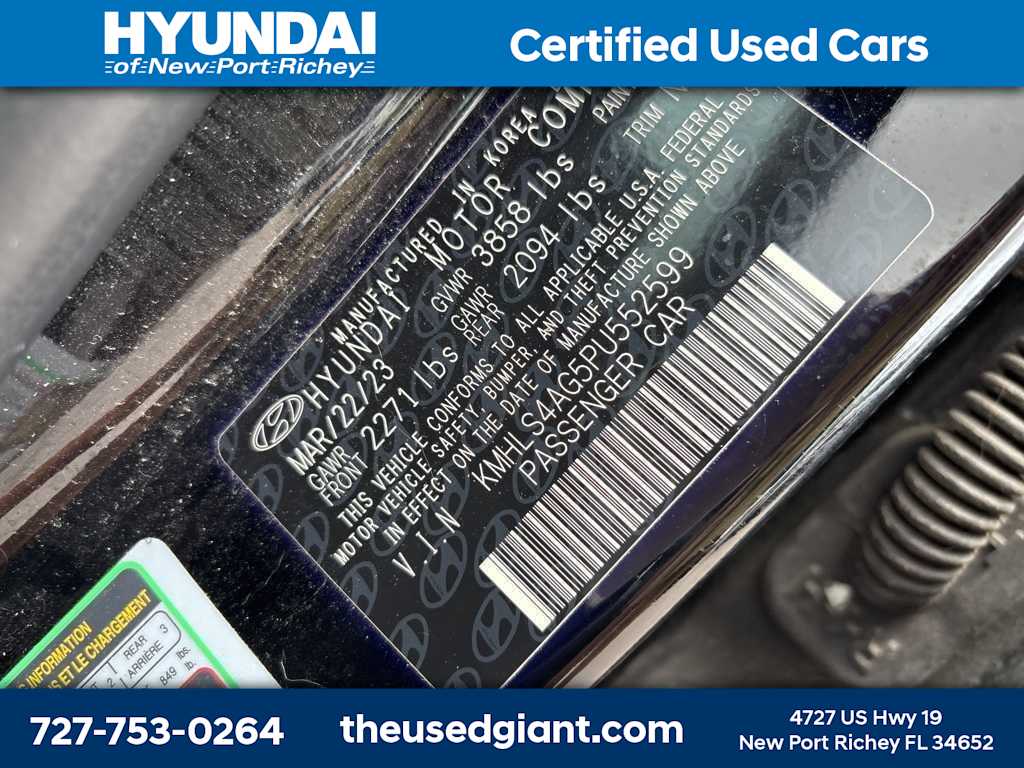 HYUNDAI
of New Port Richey
Certified Used Cars
MANUFACTURED IN KOREA
HYUNDAI MOTOR
MAR/22/23 GVWR 3858 lbs
GAWR FRONT 2271 lbs GAWR REAR 2094 lbs
PAIN
TRIM N
THIS VEHICLE CONFORMS TO ALL APPLICABLE U.S.A. FEDERAL
MOTOR VEHICLE SAFETY, BUMPER, AND THEFT PREVENTION STANDARDS
IN EFFECT ON THE DATE OF MANUFACTURE SHOWN ABOVE
V I N KMHLS4AG5PU552599
PASSENGER CAR
INFORMATION
ET LE CHARGEMENT
2 REAR 3
ARRIÈRE
849 lb.
727-753-0264
theusedgiant.com
4727 US Hwy 19
New Port Richey FL 34652